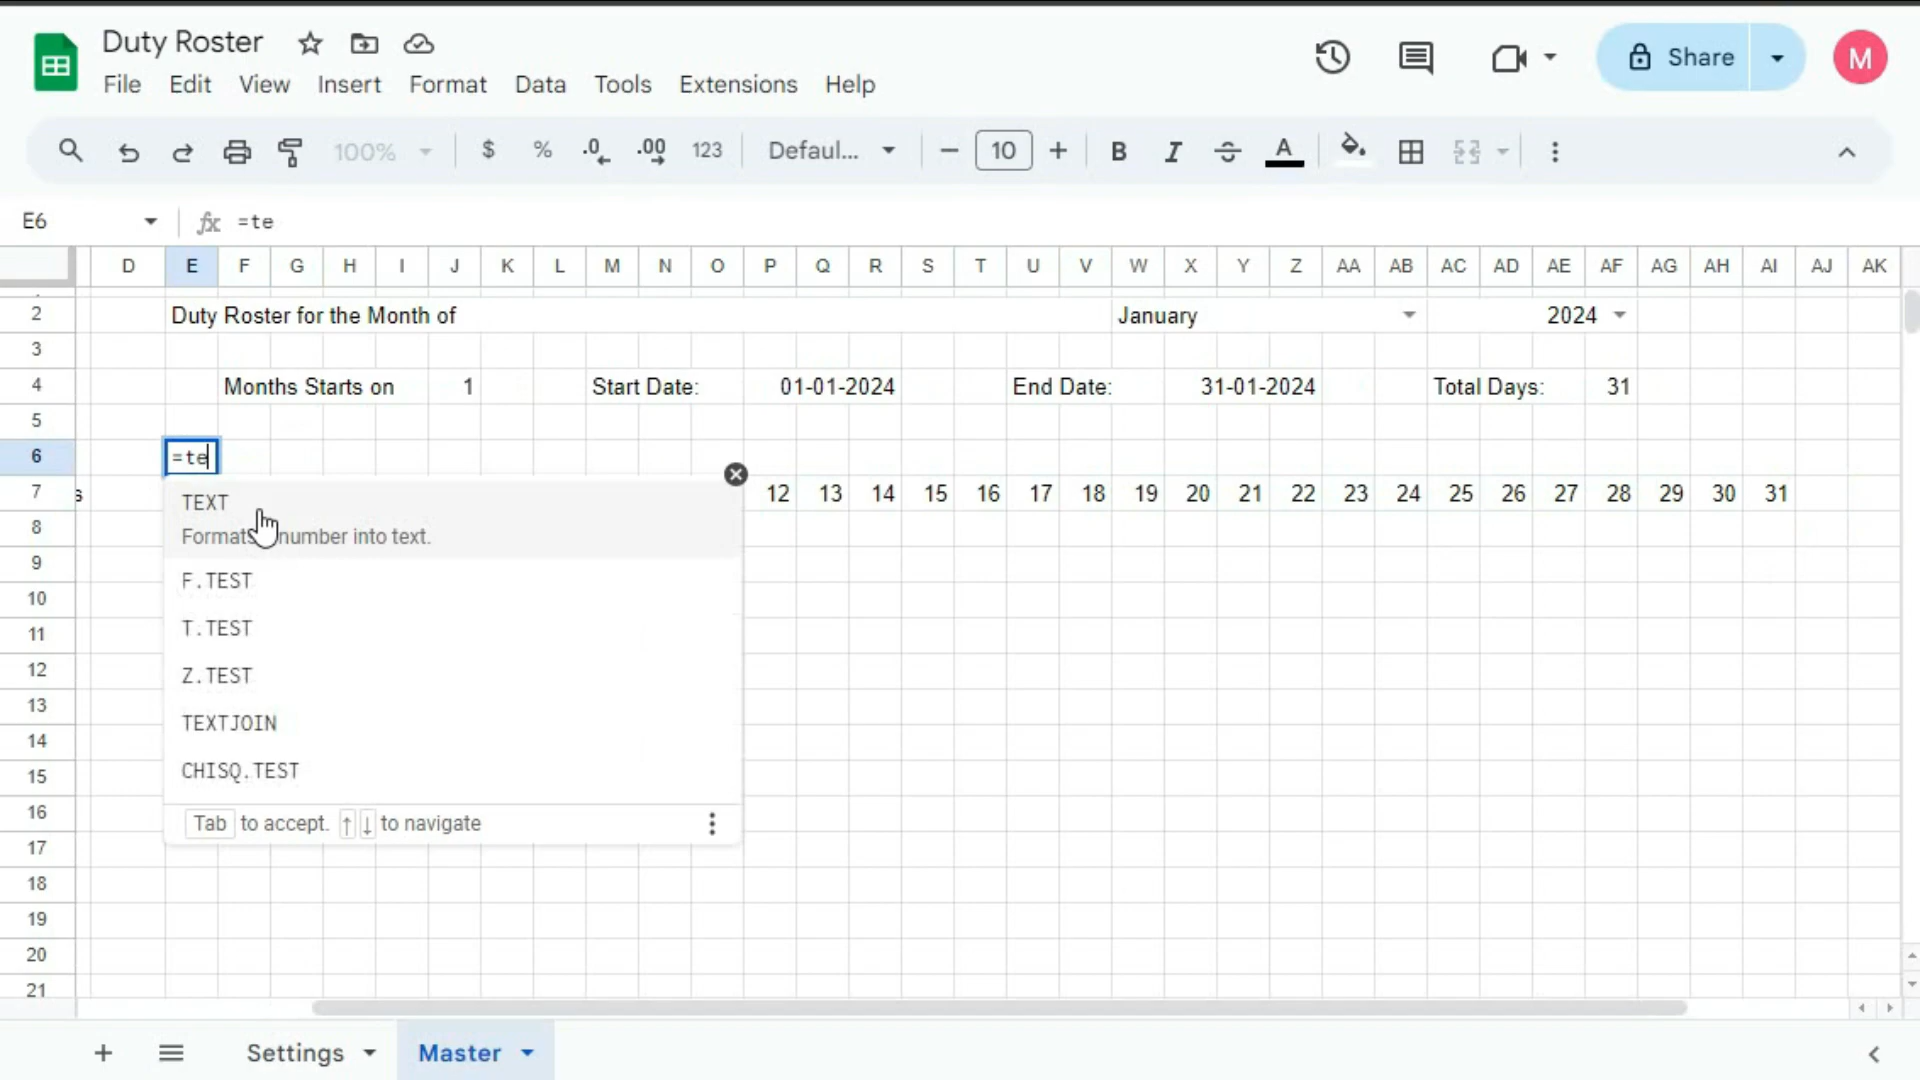 Duty Roster
File Edit View Insert Format Data Tools Extensions Help
Share
M
100% $ % .0 .00 123 Defaul... 10 B I S A
E6 fx =te
D E F G H I J K L M N O P Q R S T U V W X Y Z AA AB AC AD AE AF AG AH AI AJ AK
2 Duty Roster for the Month of January 2024
3
4 Months Starts on 1 Start Date: 01-01-2024 End Date: 31-01-2024 Total Days: 31
5
6 =te
7 s 12 13 14 15 16 17 18 19 20 21 22 23 24 25 26 27 28 29 30 31
TEXT
8
Formats number into text.
9
F.TEST
10
11 T.TEST
12 Z.TEST
13
TEXTJOIN
14
15 CHISQ.TEST
16 Tab to accept. ↑ ↓ to navigate
17
18
19
20
21
Settings Master